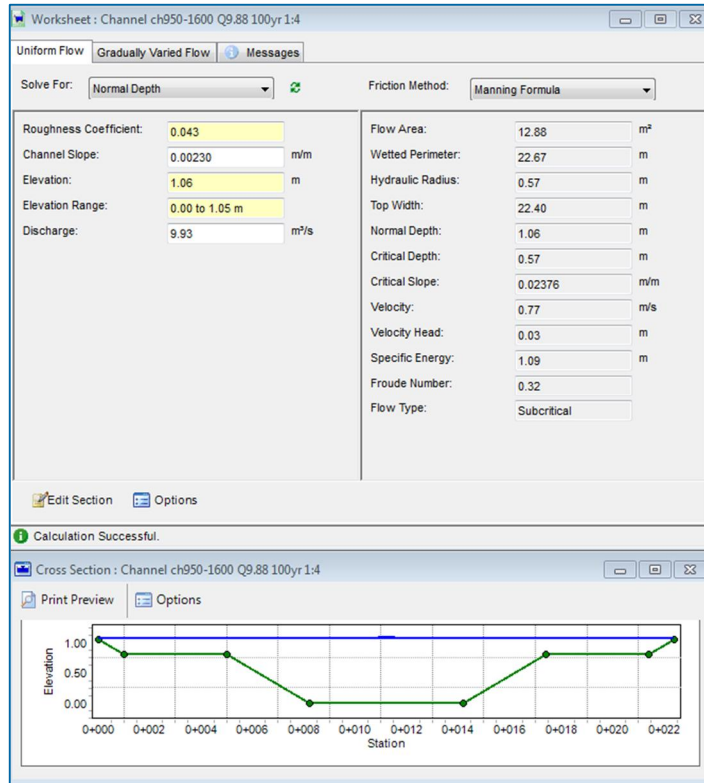 Worksheet : Channel ch950-1600 Q9.88 100yr 1:4
Uniform Flow Gradually Varied Flow Messages
Solve For: Normal Depth Friction Method: Manning Formula
Roughness Coefficient: 0.043
Channel Slope: 0.00230 m/m
Elevation: 1.06 m
Elevation Range: 0.00 to 1.05 m
Discharge: 9.93 m³/s
Flow Area: 12.88 m²
Wetted Perimeter: 22.67 m
Hydraulic Radius: 0.57 m
Top Width: 22.40 m
Normal Depth: 1.06 m
Critical Depth: 0.57 m
Critical Slope: 0.02376 m/m
Velocity: 0.77 m/s
Velocity Head: 0.03 m
Specific Energy: 1.09 m
Froude Number: 0.32
Flow Type: Subcritical
Edit Section Options
Calculation Successful.
Cross Section : Channel ch950-1600 Q9.88 100yr 1:4
Print Preview Options
Elevation
1.00
0.50
0.00
0+000 0+002 0+004 0+006 0+008 0+010 0+012 0+014 0+016 0+018 0+020 0+022
Station